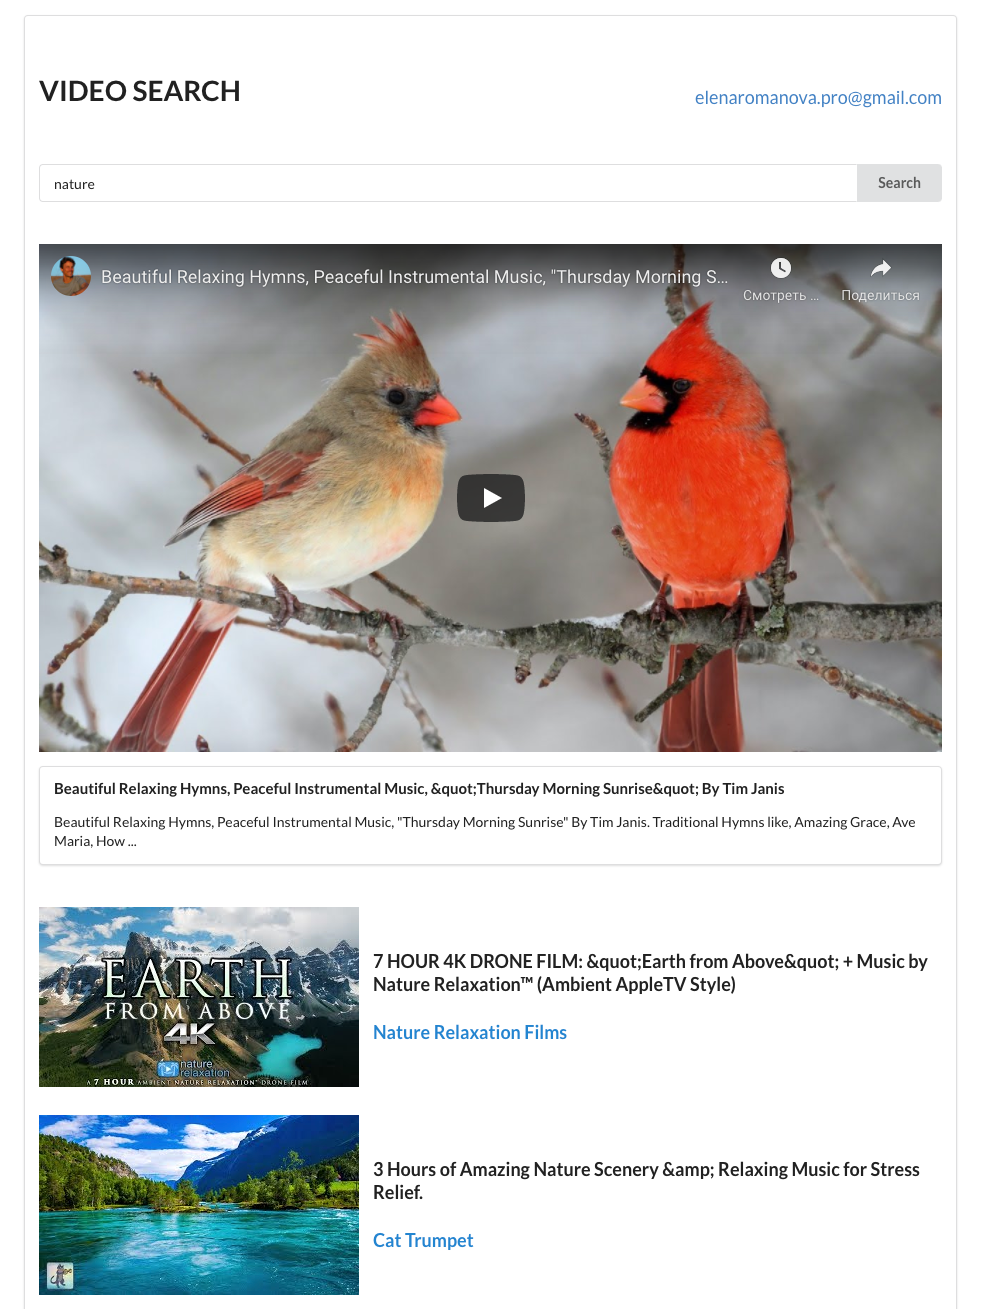 VIDEO SEARCH
elenaromanova.pro@gmail.com
nature
Search
Beautiful Relaxing Hymns, Peaceful Instrumental Music, "Thursday Morning S...
Смотреть ...
Поделиться
Beautiful Relaxing Hymns, Peaceful Instrumental Music, &quot;Thursday Morning Sunrise&quot; By Tim Janis
Beautiful Relaxing Hymns, Peaceful Instrumental Music, "Thursday Morning Sunrise" By Tim Janis. Traditional Hymns like, Amazing Grace, Ave
Maria, How ...
EARTH
FROM ABOVE
4K
nature
relaxation
A 7 HOUR AMBIENT NATURE RELAXATION™ DRONE FILM
7 HOUR 4K DRONE FILM: &quot;Earth from Above&quot; + Music by
Nature Relaxation™ (Ambient AppleTV Style)
Nature Relaxation Films
3 Hours of Amazing Nature Scenery &amp; Relaxing Music for Stress
Relief.
Cat Trumpet